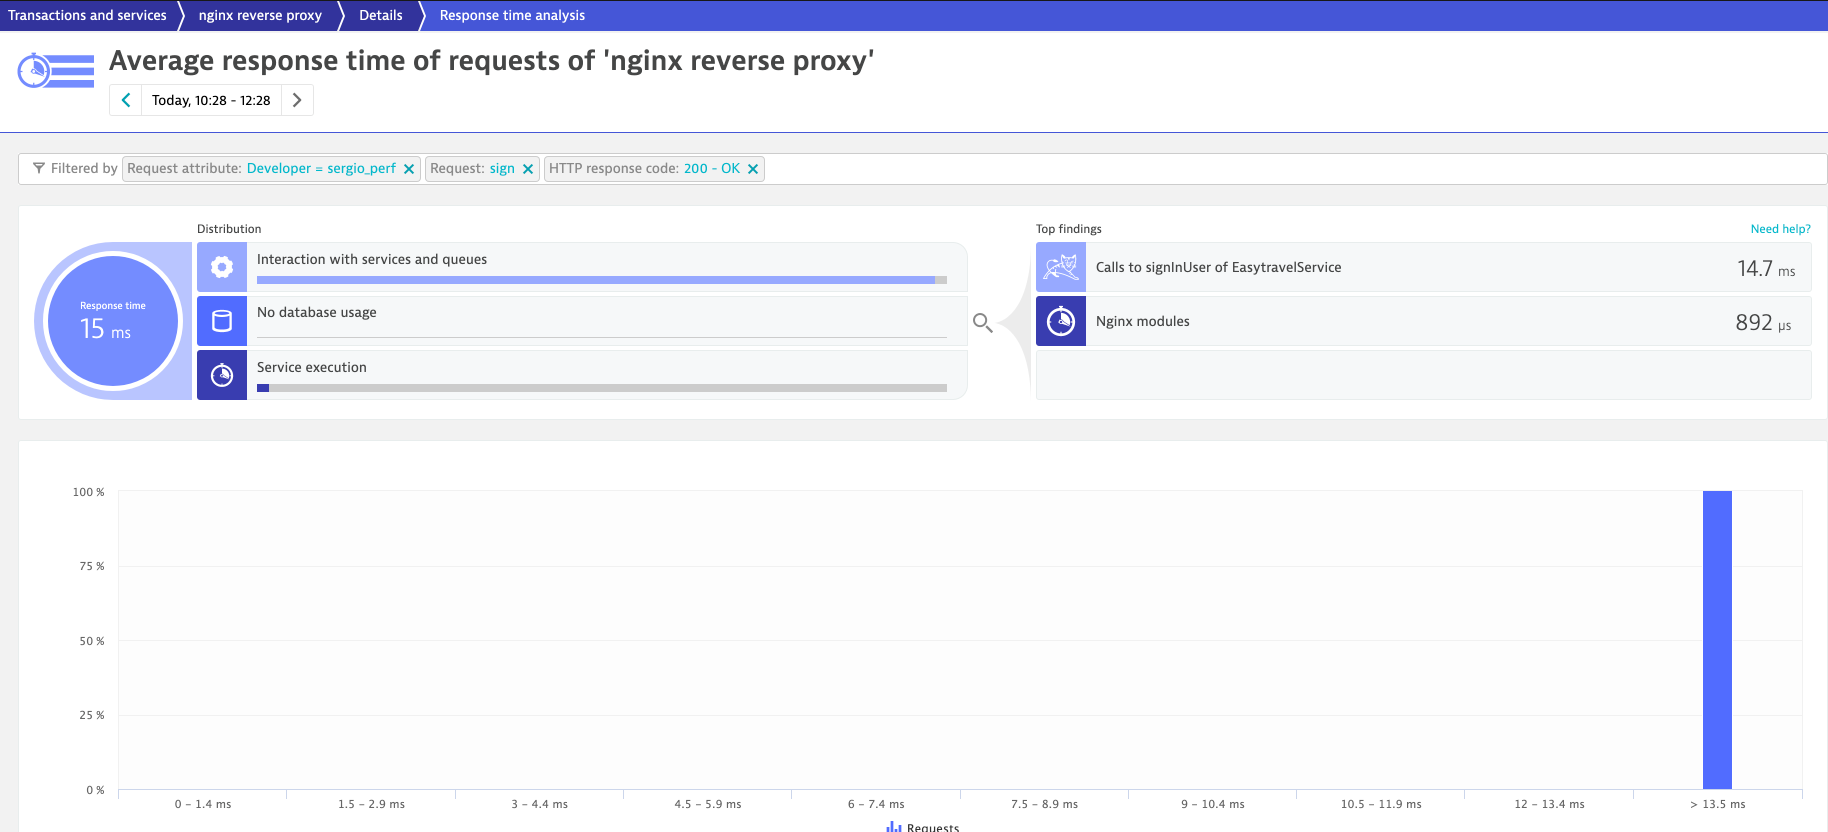 Transactions and services
nginx reverse proxy
Details
Response time analysis
Average response time of requests of 'nginx reverse proxy'
Today, 10:28 - 12:28
Filtered by Request attribute: Developer = sergio_perf Request: sign HTTP response code: 200 - OK
Distribution
Response time
15 ms
Interaction with services and queues
No database usage
Service execution
Top findings
Need help?
Calls to signInUser of EasytravelService
14.7 ms
Nginx modules
892 µs
100 %
75 %
50 %
25 %
0 %
0 - 1.4 ms
1.5 - 2.9 ms
3 - 4.4 ms
4.5 - 5.9 ms
6 - 7.4 ms
7.5 - 8.9 ms
9 - 10.4 ms
10.5 - 11.9 ms
12 - 13.4 ms
> 13.5 ms
Requests